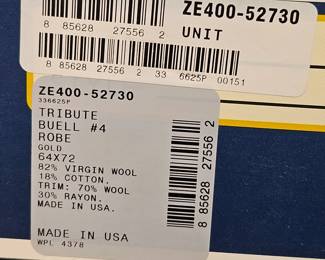 ZE400-52730
8 85628 27556 2
UNIT
8 85628 27556 2 33 6625P 00151
ZE400-52730
336625P
TRIBUTE
BUELL #4
ROBE
GOLD
64X72
82% VIRGIN WOOL
18% COTTON.
TRIM: 70% WOOL
30% RAYON.
MADE IN USA.
MADE IN USA
WPL 4378
8 85628 27556 2